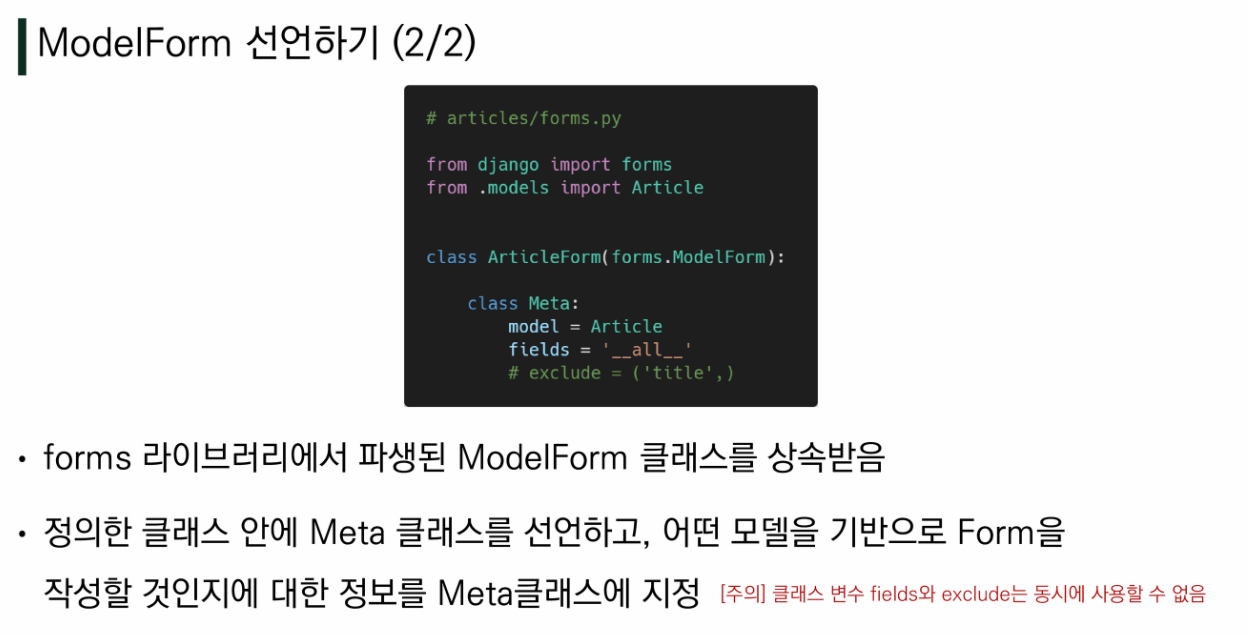 ModelForm 선언하기 (2/2)
# articles/forms.py
from django import forms
from .models import Article
class ArticleForm(forms.ModelForm):
class Meta:
model = Article
fields = '__all__'
# exclude = ('title',)
• forms 라이브러리에서 파생된 ModelForm 클래스를 상속받음
• 정의한 클래스 안에 Meta 클래스를 선언하고, 어떤 모델을 기반으로 Form을
작성할 것인지에 대한 정보를 Meta클래스에 지정 [주의] 클래스 변수 fields와 exclude는 동시에 사용할 수 없음